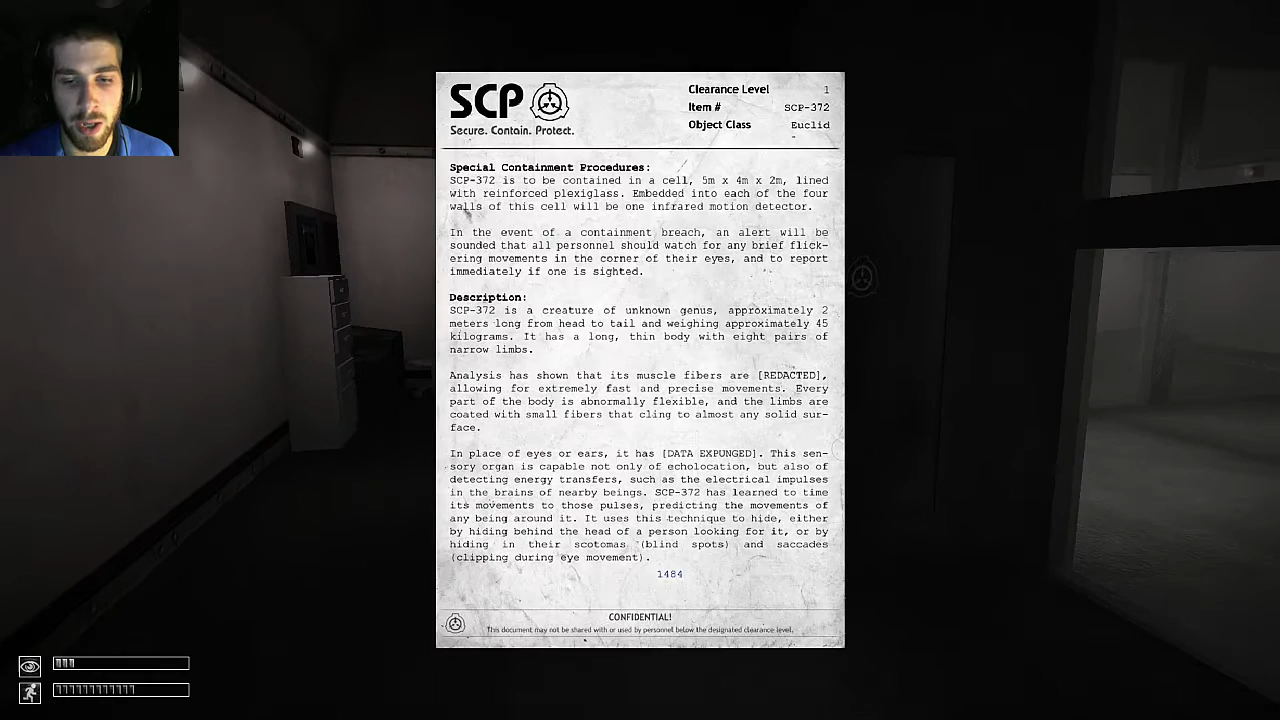 SCP
Secure. Contain. Protect.
Clearance Level 1
Item # SCP-372
Object Class Euclid
Special Containment Procedures:
SCP-372 is to be contained in a cell, 5m x 4m x 2m, lined
with reinforced plexiglass. Embedded into each of the four
walls of this cell will be one infrared motion detector.
In the event of a containment breach, an alert will be
sounded that all personnel should watch for any brief flick-
ering movements in the corner of their eyes, and to report
immediately if one is sighted.
Description:
SCP-372 is a creature of unknown genus, approximately 2
meters long from head to tail and weighing approximately 45
kilograms. It has a long, thin body with eight pairs of
narrow limbs.
Analysis has shown that its muscle fibers are [REDACTED],
allowing for extremely fast and precise movements. Every
part of the body is abnormally flexible, and the limbs are
coated with small fibers that cling to almost any solid sur-
face.
In place of eyes or ears, it has [DATA EXPUNGED]. This sen-
sory organ is capable not only of echolocation, but also of
detecting energy transfers, such as the electrical impulses
in the brains of nearby beings. SCP-372 has learned to time
its movements to those pulses, predicting the movements of
any being around it. It uses this technique to hide, either
by hiding behind the head of a person looking for it, or by
hiding in their scotomas (blind spots) and saccades
(clipping during eye movement).
1484
CONFIDENTIAL!
This document may not be shared with or used by personnel below the designated clearance level.